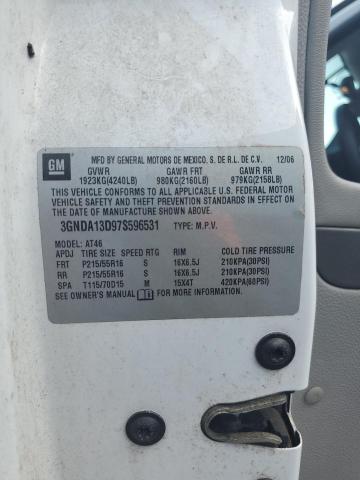 GM
MFD BY GENERAL MOTORS DE MEXICO, S. DE R.L. DE C.V. 12/06
GVWR GAWR FRT GAWR RR
1923KG(4240LB) 980KG(2160LB) 979KG(2158LB)
THIS VEHICLE CONFORMS TO ALL APPLICABLE U.S. FEDERAL MOTOR
VEHICLE SAFETY AND THEFT PREVENTION STANDARDS IN EFFECT ON
THE DATE OF MANUFACTURE SHOWN ABOVE.
3GNDA13D97S596531 TYPE: M.P.V.
MODEL: AT46
APDJ TIRE SIZE SPEED RTG RIM COLD TIRE PRESSURE
FRT P215/55R16 S 16X6.5J 210KPA(30PSI)
RR P215/55R16 S 16X6.5J 210KPA(30PSI)
SPA T115/70D15 M 15X4T 420KPA(60PSI)
SEE OWNER'S MANUAL FOR MORE INFORMATION.